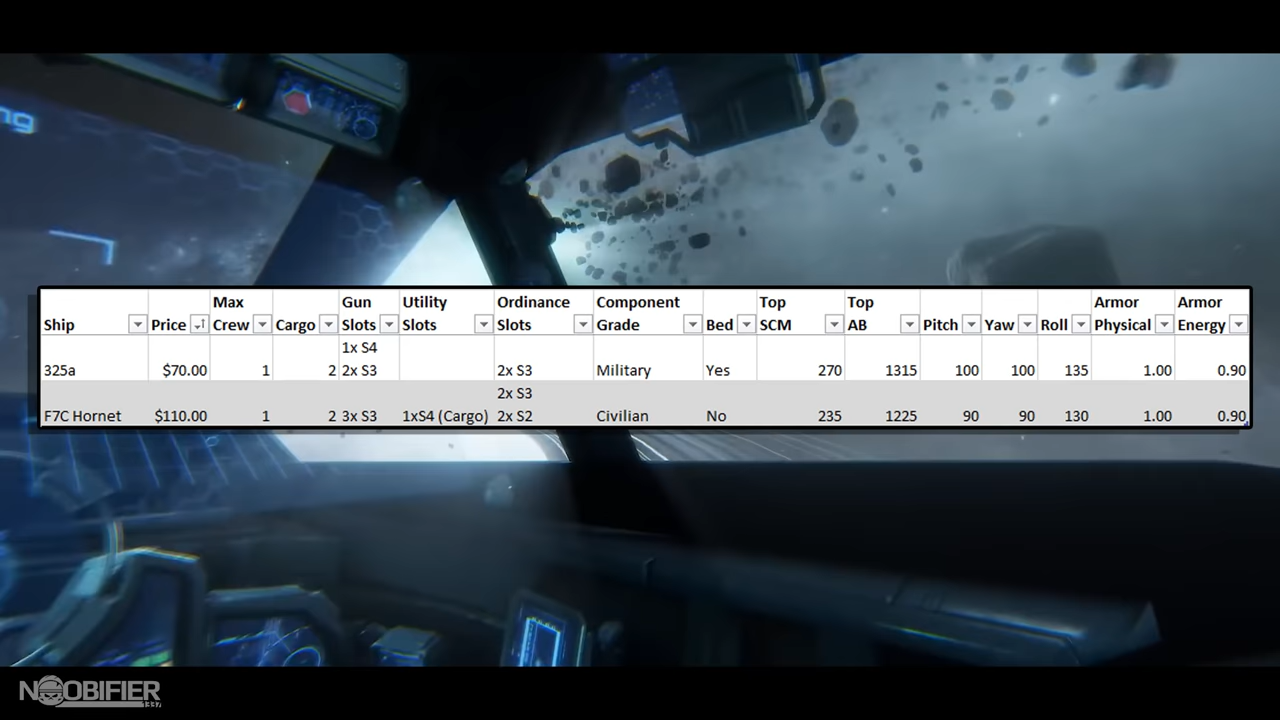 ng
Ship Price Max Crew Cargo Gun Slots Utility Slots Ordinance Slots Component Grade Bed Top SCM Top AB Pitch Yaw Roll Armor Physical Armor Energy
325a $70.00 1 2 1x S4 2x S3 2x S3 Military Yes 270 1315 100 100 135 1.00 0.90
F7C Hornet $110.00 1 2 3x S3 1xS4 (Cargo) 2x S3 2x S2 Civilian No 235 1225 90 90 130 1.00 0.90
NOOBIFIER
1337